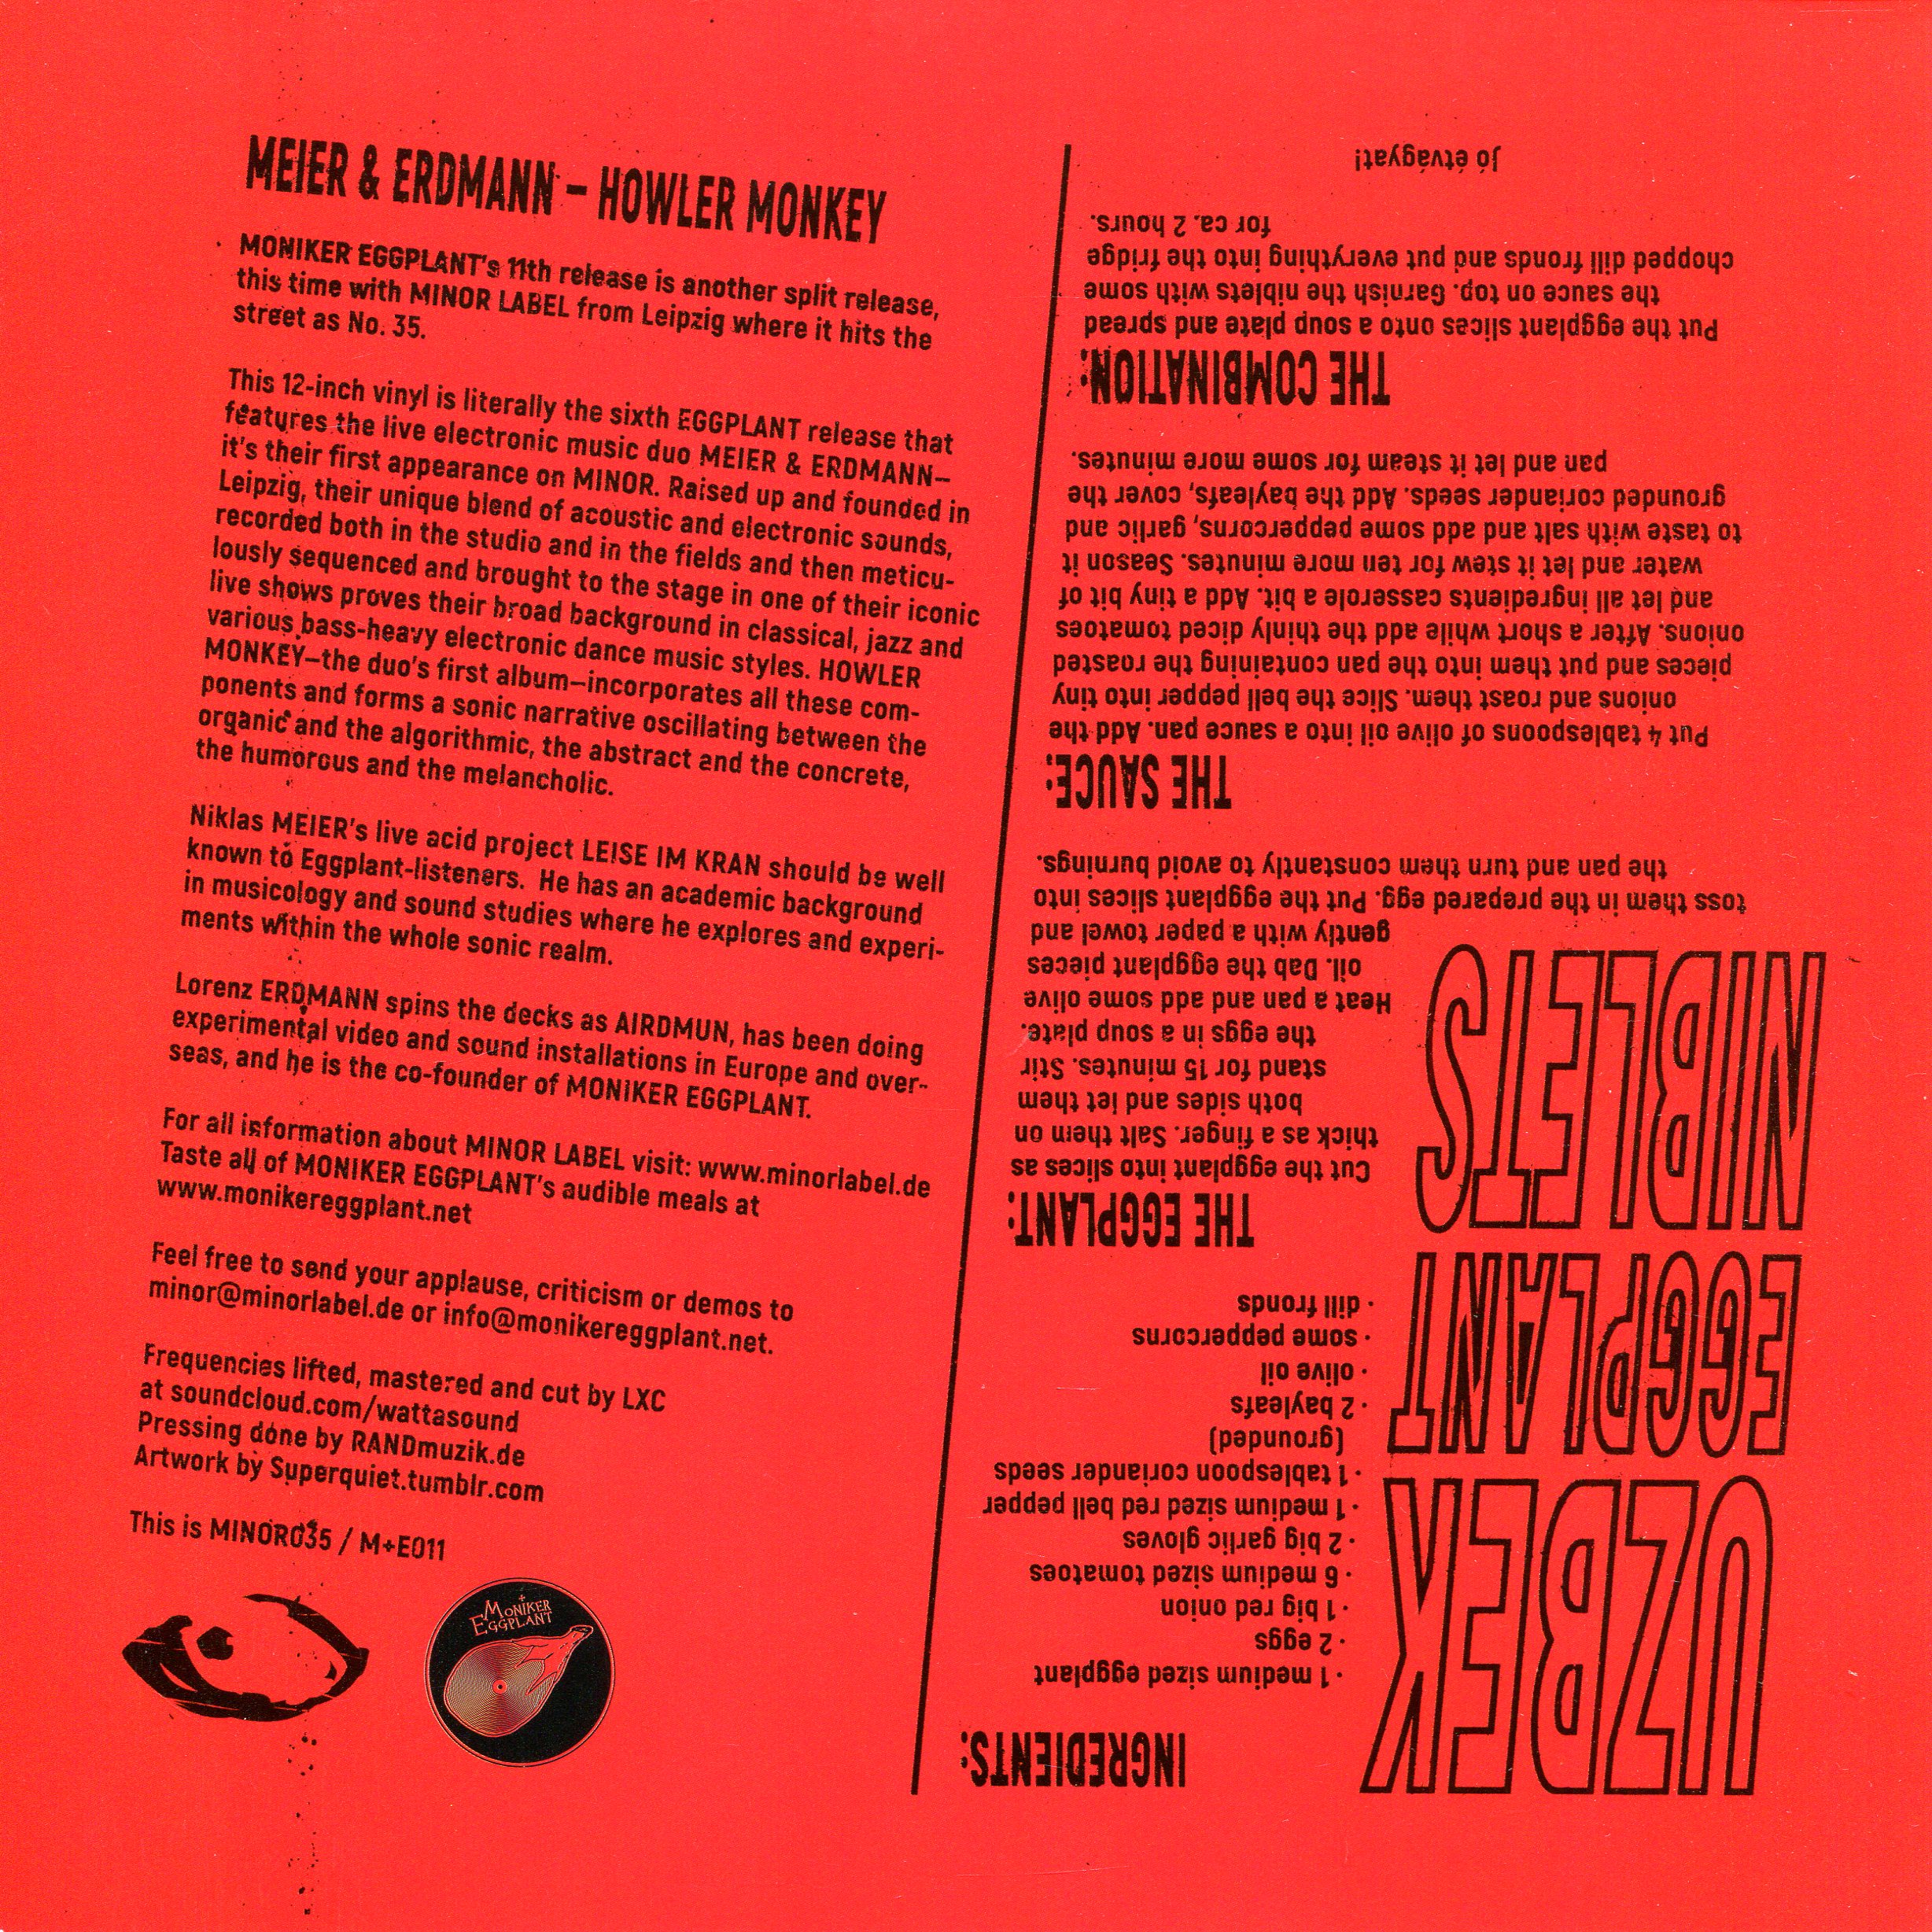 MEIER & ERDMANN – HOWLER MONKEY
MONIKER EGGPLANT's 11th release is another split release,
this time with MINOR LABEL from Leipzig where it hits the
street as No. 35.
This 12-inch vinyl is literally the sixth EGGPLANT release that
features the live electronic music duo MEIER & ERDMANN–
it's their first appearance on MINOR. Raised up and founded in
Leipzig, their unique blend of acoustic and electronic sounds,
recorded both in the studio and in the fields and then meticu-
lously sequenced and brought to the stage in one of their iconic
live shows proves their broad background in classical, jazz and
various bass-heavy electronic dance music styles. HOWLER
MONKEY–the duo's first album–incorporates all these com-
ponents and forms a sonic narrative oscillating between the
organic and the algorithmic, the abstract and the concrete,
the humorous and the melancholic.
Niklas MEIER's live acid project LEISE IM KRAN should be well
known to Eggplant-listeners. He has an academic background
in musicology and sound studies where he explores and experi-
ments within the whole sonic realm.
Lorenz ERDMANN spins the decks as AIRDMUN, has been doing
experimental video and sound installations in Europe and over-
seas, and he is the co-founder of MONIKER EGGPLANT.
For all information about MINOR LABEL visit: www.minorlabel.de
Taste all of MONIKER EGGPLANT's audible meals at
www.monikereggplant.net
Feel free to send your applause, criticism or demos to
minor@minorlabel.de or info@monikereggplant.net.
Frequencies lifted, mastered and cut by LXC
at soundcloud.com/wattasound
Pressing done by RANDmuzik.de
Artwork by Superquiet.tumblr.com
This is MINOR035 / M+E011
MONIKER
EGGPLANT
UZBEK
EGGPLANT
NIBLETS
INGREDIENTS:
· 1 medium sized eggplant
· 2 eggs
· 1 big red onion
· 6 medium sized tomatoes
· 2 big garlic gloves
· 1 medium sized red bell pepper
· 1 tablespoon coriander seeds
(grounded)
· 2 bayleafs
· olive oil
· some peppercorns
· dill fronds
THE EGGPLANT:
Cut the eggplant into slices as
thick as a finger. Salt them on
both sides and let them
stand for 15 minutes. Stir
the eggs in a soup plate.
Heat a pan and add some olive
oil. Dab the eggplant pieces
gently with a paper towel and
toss them in the prepared egg. Put the eggplant slices into
the pan and turn them constantly to avoid burnings.
THE SAUCE:
Put 4 tablespoons of olive oil into a sauce pan. Add the
onions and roast them. Slice the bell pepper into tiny
pieces and put them into the pan containing the roasted
onions. After a short while add the thinly diced tomatoes
and let all ingredients casserole a bit. Add a tiny bit of
water and let it stew for ten more minutes. Season it
to taste with salt and add some peppercorns, garlic and
grounded coriander seeds. Add the bayleafs, cover the
pan and let it steam for some more minutes.
THE COMBINATION:
Put the eggplant slices onto a soup plate and spread
the sauce on top. Garnish the niblets with some
chopped dill fronds and put everything into the fridge
for ca. 2 hours.
Jó étvágyat!